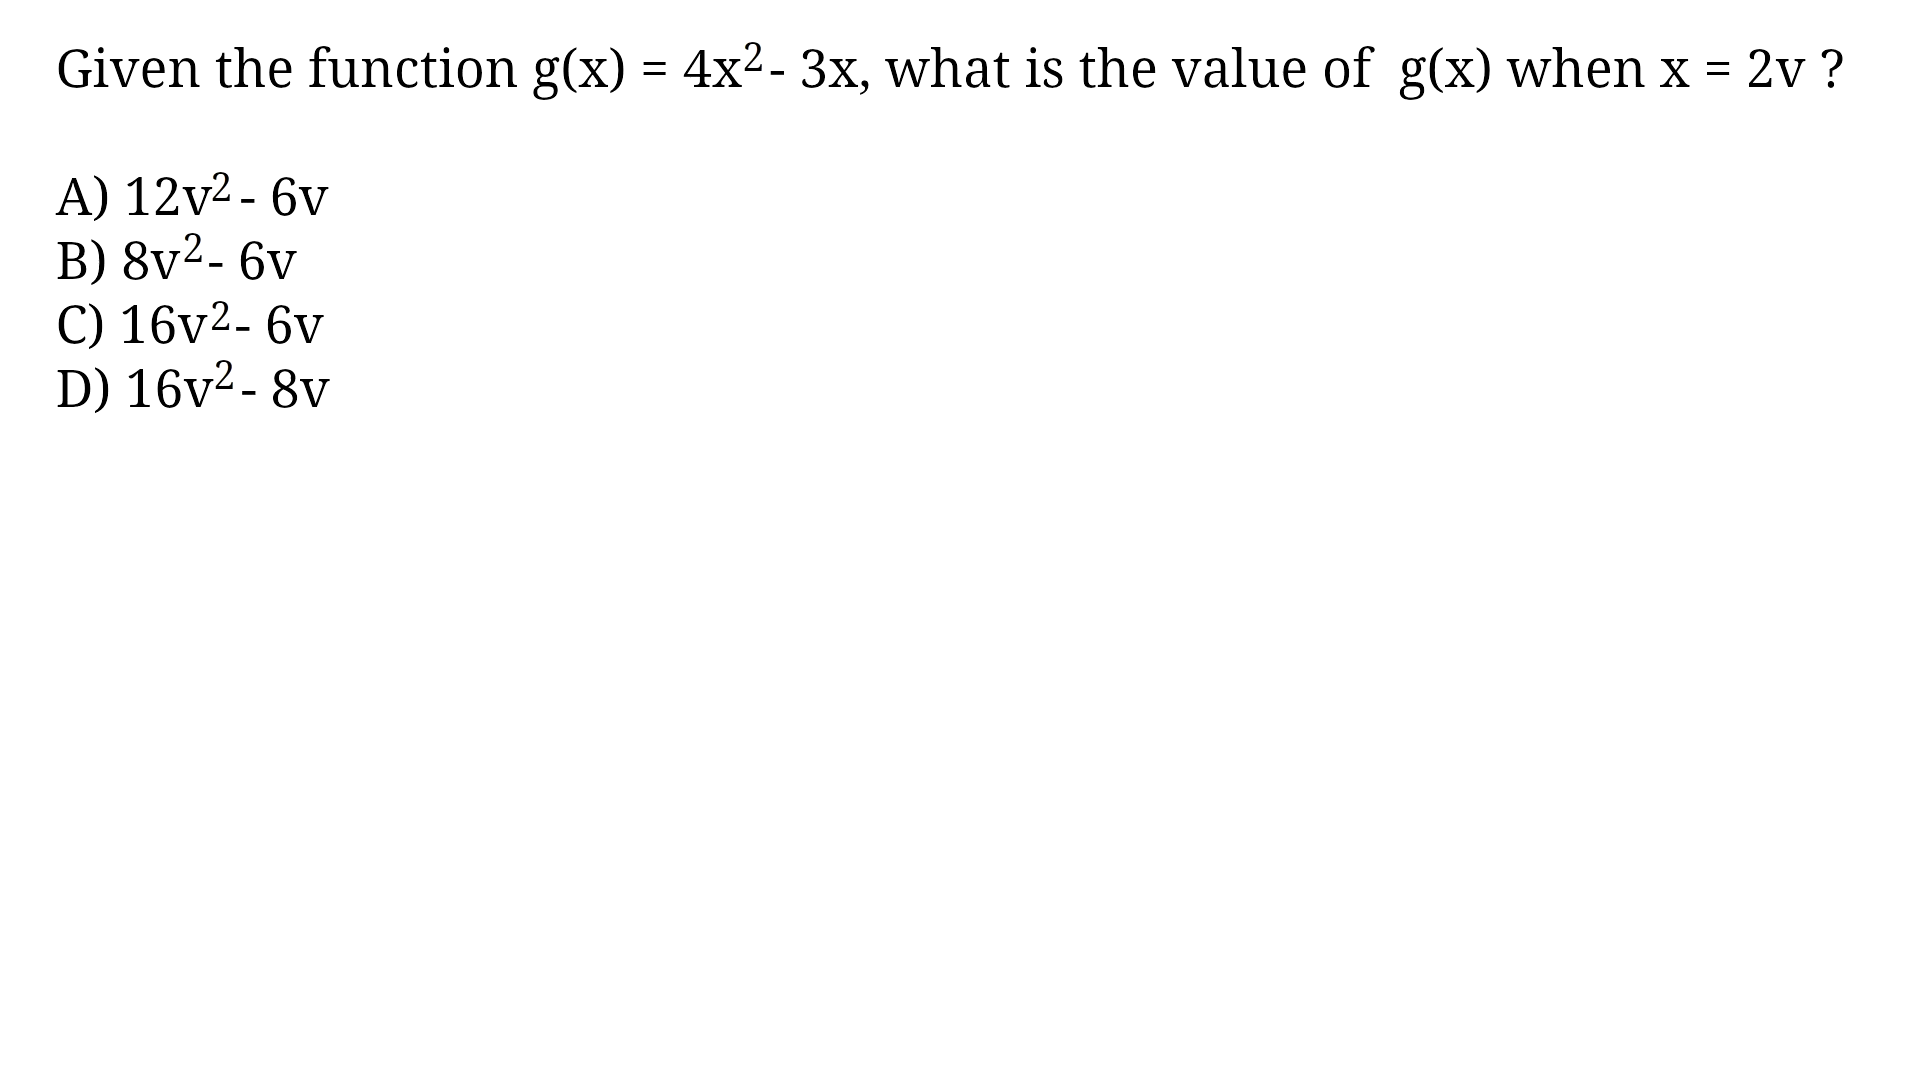 Given the function g(x) = 4x² - 3x, what is the value of  g(x) when x = 2v ?
A) 12v² - 6v
B) 8v² - 6v
C) 16v² - 6v
D) 16v² - 8v